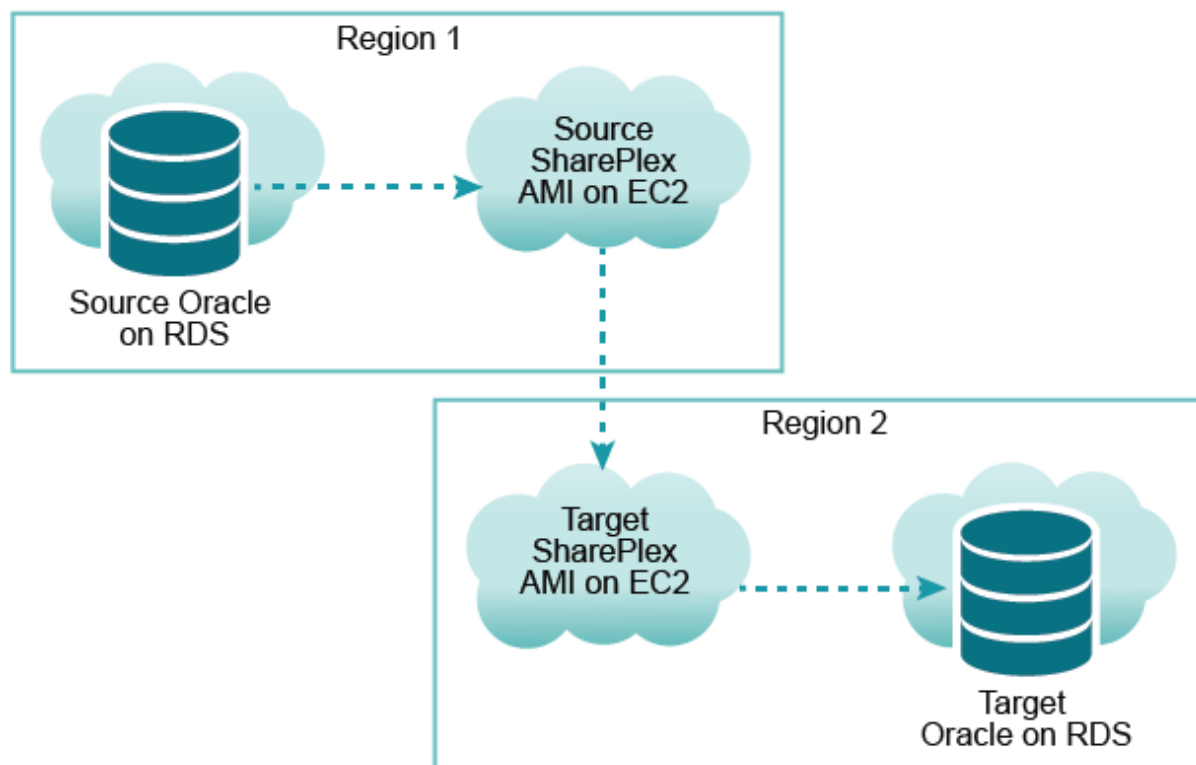 Region 1
Source
SharePlex
AMI on EC2
Source Oracle
on RDS
Region 2
Target
SharePlex
AMI on EC2
Target
Oracle on RDS